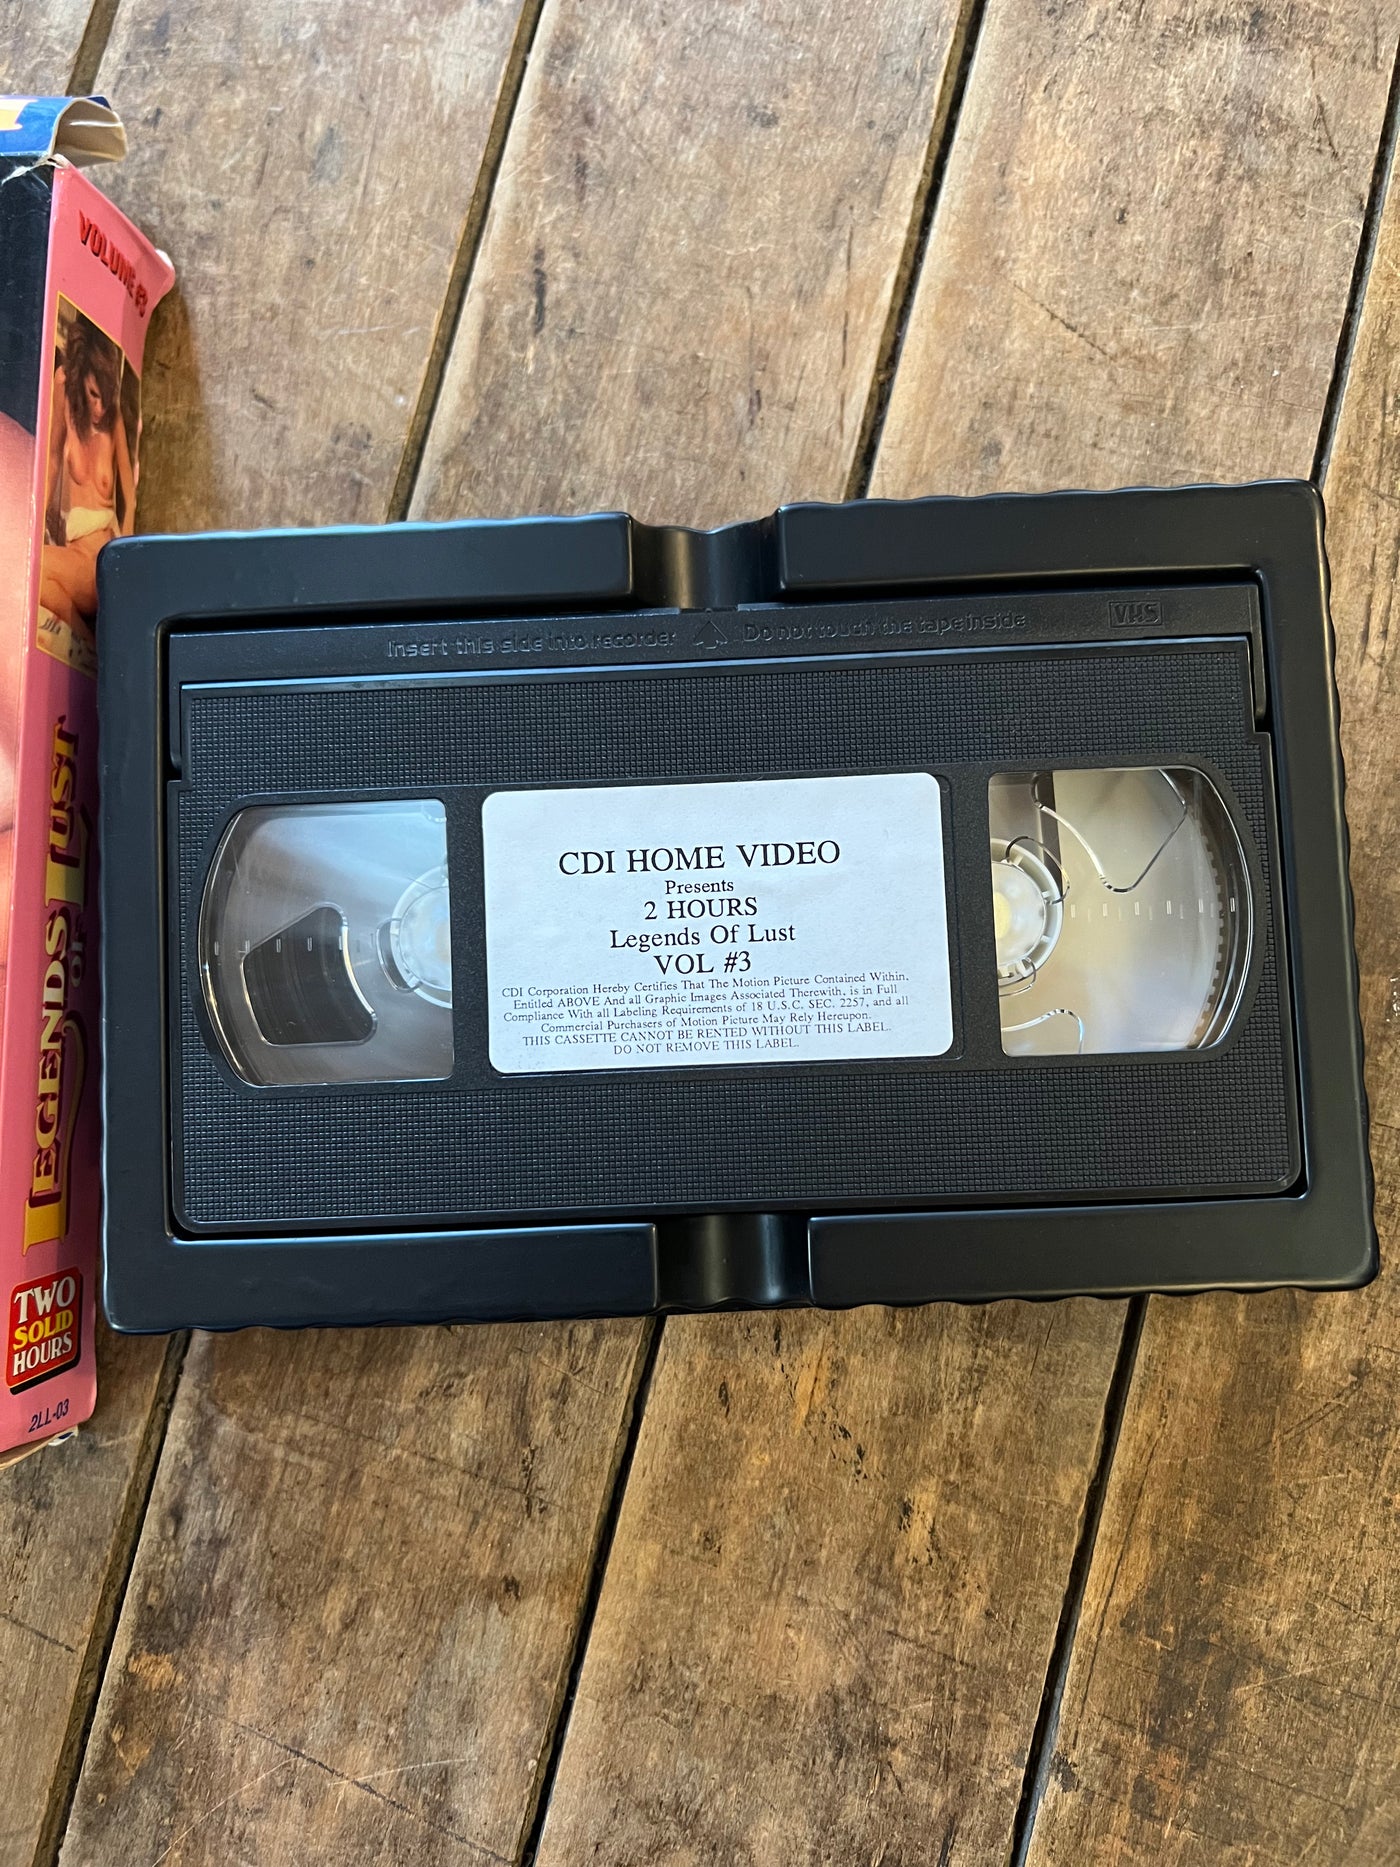 VOLUME #3
LEGENDS OF LUST
TWO
SOLID
HOURS
2LL-03
Insert this side into recorder Do not touch the tape inside VHS
CDI HOME VIDEO
Presents
2 HOURS
Legends Of Lust
VOL #3
CDI Corporation Hereby Certifies That The Motion Picture Contained Within,
Entitled ABOVE And all Graphic Images Associated Therewith, is in Full
Compliance With all Labeling Requirements of 18 U.S.C. SEC. 2257, and all
Commercial Purchasers of Motion Picture May Rely Hereupon.
THIS CASSETTE CANNOT BE RENTED WITHOUT THIS LABEL.
DO NOT REMOVE THIS LABEL.